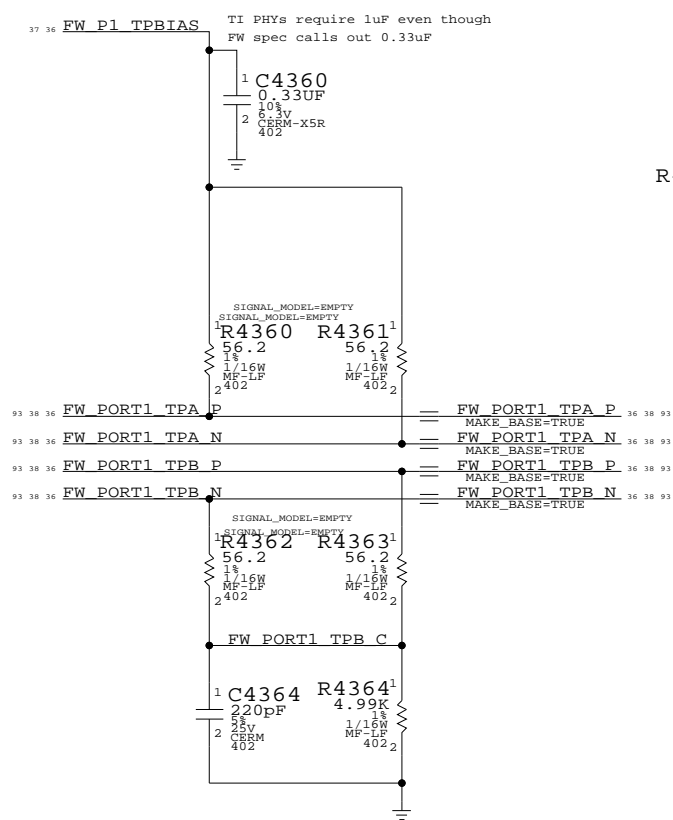 TI PHYs require 1uF even though
37 36 FW_P1_TPBIAS
FW spec calls out 0.33uF
1 C4360
0.33UF
10%
6.3V
2 CERM-X5R
402
R
SIGNAL_MODEL=EMPTY
SIGNAL_MODEL=EMPTY
1 R4360 R4361 1
56.2 56.2
1% 1%
1/16W 1/16W
MF-LF MF-LF
2 402 402 2
93 38 36 FW_PORT1_TPA_P FW_PORT1_TPA_P 36 38 93
MAKE_BASE=TRUE
93 38 36 FW_PORT1_TPA_N FW_PORT1_TPA_N 36 38 93
MAKE_BASE=TRUE
93 38 36 FW_PORT1_TPB_P FW_PORT1_TPB_P 36 38 93
MAKE_BASE=TRUE
93 38 36 FW_PORT1_TPB_N FW_PORT1_TPB_N 36 38 93
MAKE_BASE=TRUE
SIGNAL_MODEL=EMPTY
SIGNAL_MODEL=EMPTY
1 R4362 R4363 1
56.2 56.2
1% 1%
1/16W 1/16W
MF-LF MF-LF
2 402 402 2
FW_PORT1_TPB_C
1 C4364 R4364 1
220pF 4.99K
5% 1%
25V 1/16W
2 CERM MF-LF
402 402 2